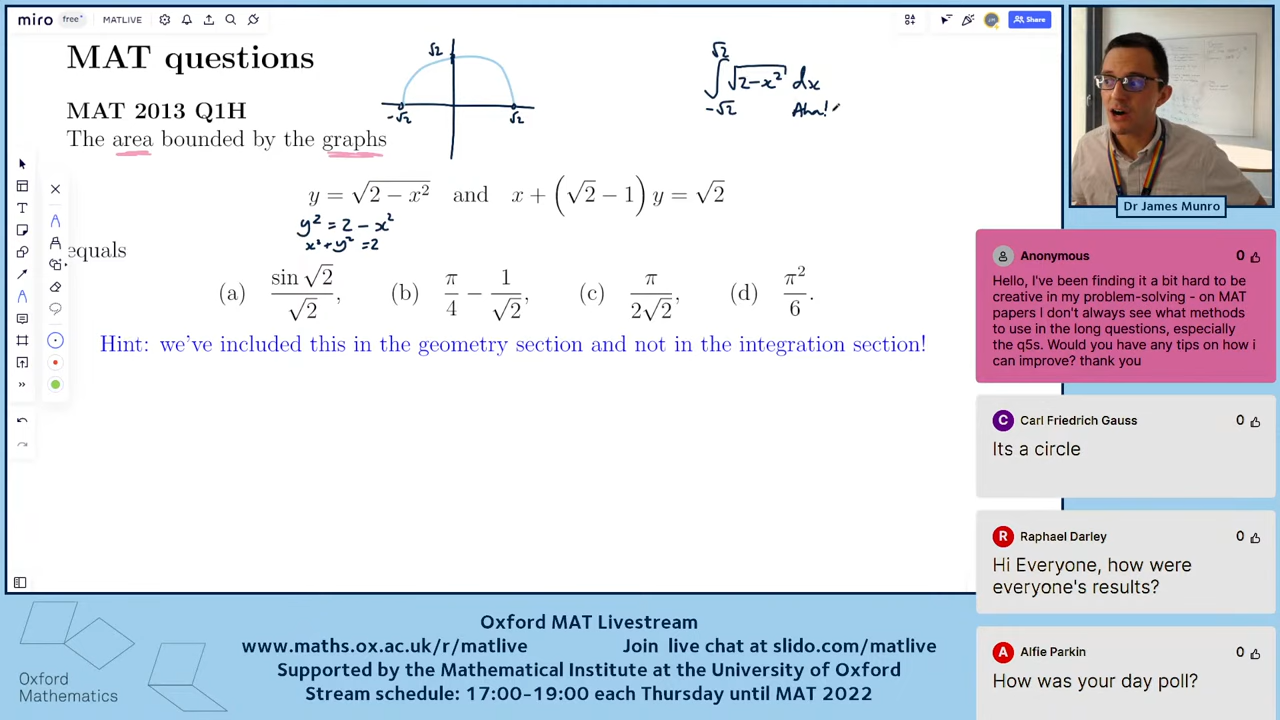 miro
free
MATLIVE
Share
MAT questions
√2
-√2
√2
∫ √2 -√2 √2-x² dx
Aha!
MAT 2013 Q1H
The area bounded by the graphs
y = √2 − x² and x + (√2 − 1) y = √2
y² = 2 - x²
x² + y² = 2
equals
(a) sin √2 / √2, (b) π/4 − 1/√2, (c) π/2√2, (d) π²/6.
Hint: we've included this in the geometry section and not in the integration section!
Dr James Munro
Anonymous
0
Hello, I've been finding it a bit hard to
be creative in my problem-solving - on MAT
papers I don't always see what methods
to use in the long questions, especially
the q5s. Would you have any tips on how i
can improve? thank you
C
Carl Friedrich Gauss
0
Its a circle
R
Raphael Darley
0
Hi Everyone, how were
everyone's results?
A
Alfie Parkin
0
How was your day poll?
Oxford
Mathematics
Oxford MAT Livestream
www.maths.ox.ac.uk/r/matlive Join live chat at slido.com/matlive
Supported by the Mathematical Institute at the University of Oxford
Stream schedule: 17:00-19:00 each Thursday until MAT 2022